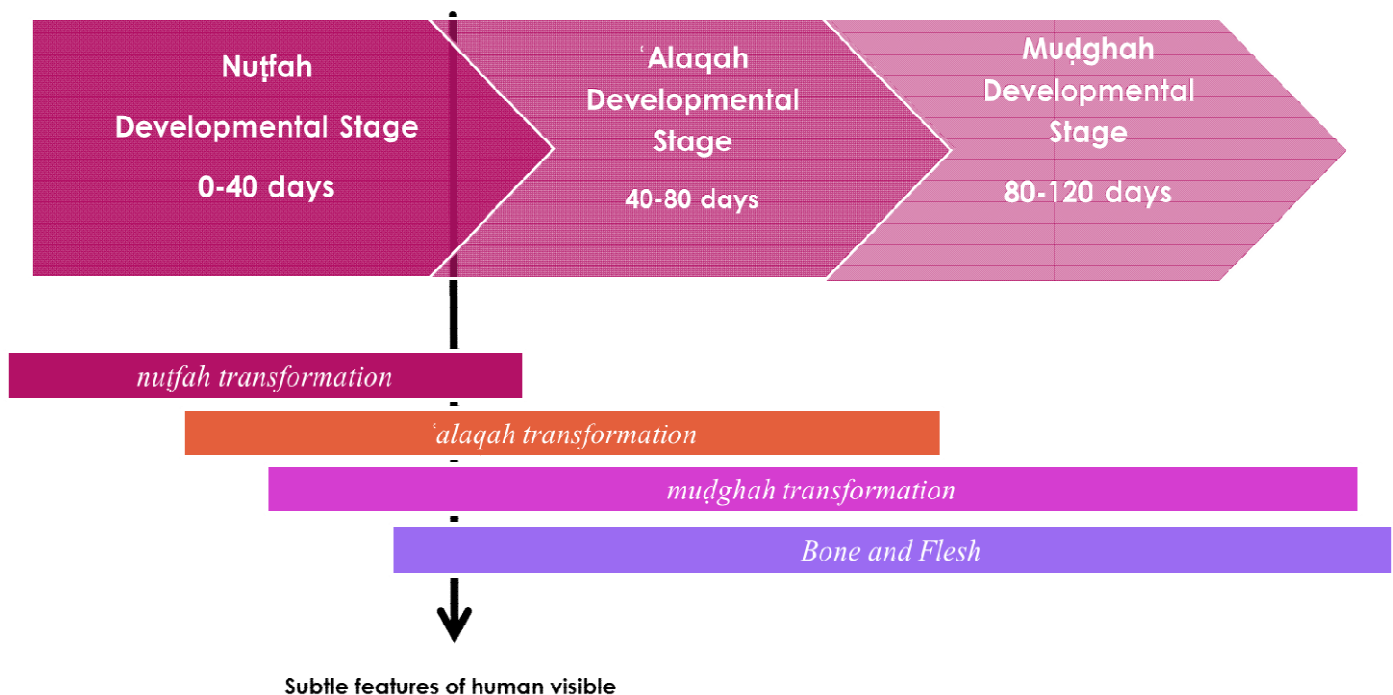 Nuṭfah
Developmental Stage
0-40 days
ʿAlaqah
Developmental
Stage
40-80 days
Muḍghah
Developmental
Stage
80-120 days
nuṭfah transformation
ʿalaqah transformation
muḍghah transformation
Bone and Flesh
Subtle features of human visible